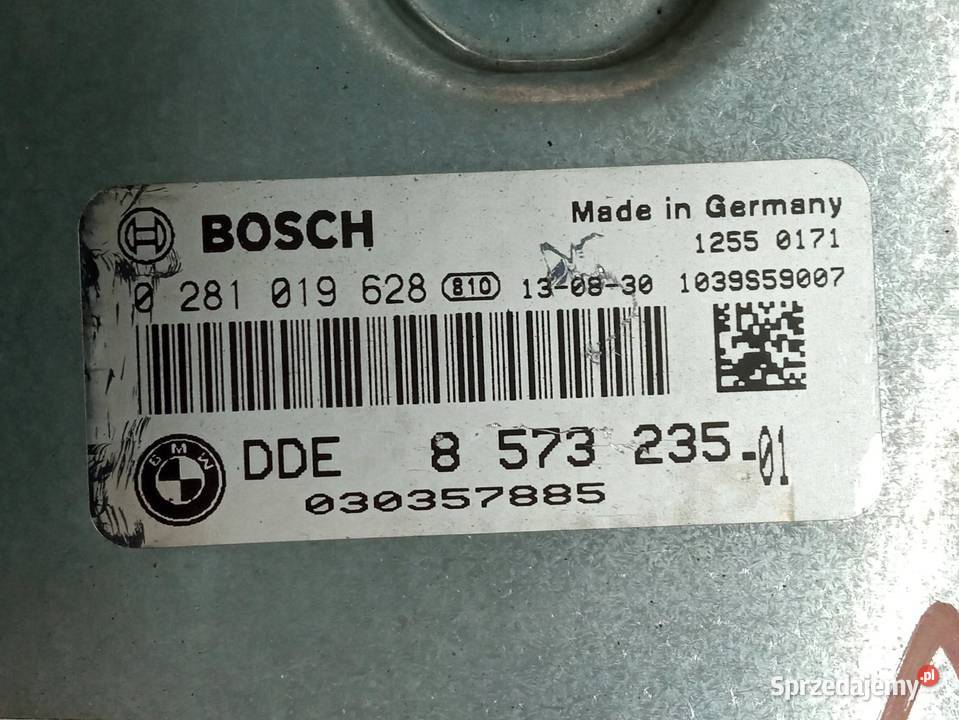 BOSCH
Made in Germany
1255 0171
0 281 019 628 810 13-08-30 1039S59007
BMW
DDE 8 573 235-01
030357885
Sprzedajemy.pl